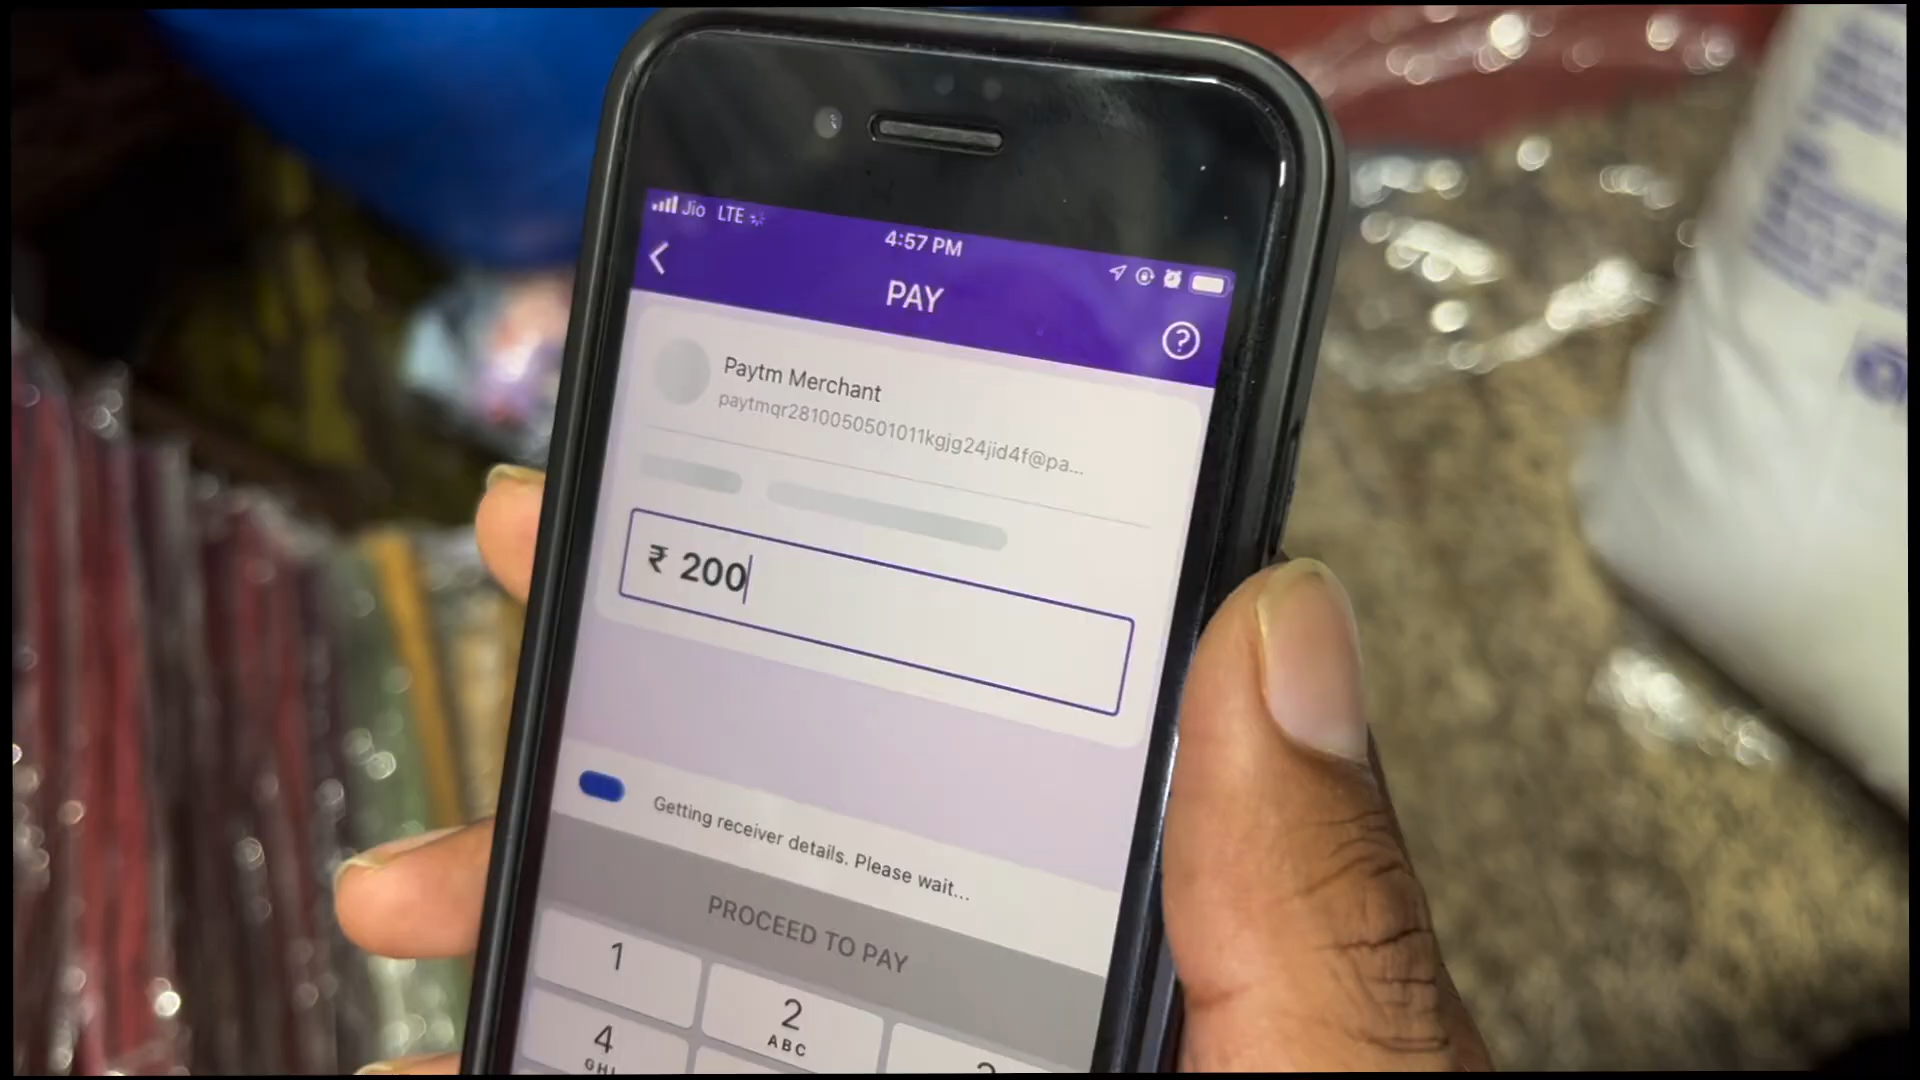 Jio LTE
4:57 PM
PAY
?
Paytm Merchant
paytmqr2810050501011kgjg24jid4f@pa...
₹ 200
Getting receiver details. Please wait...
PROCEED TO PAY
1
2
ABC
4
GHI